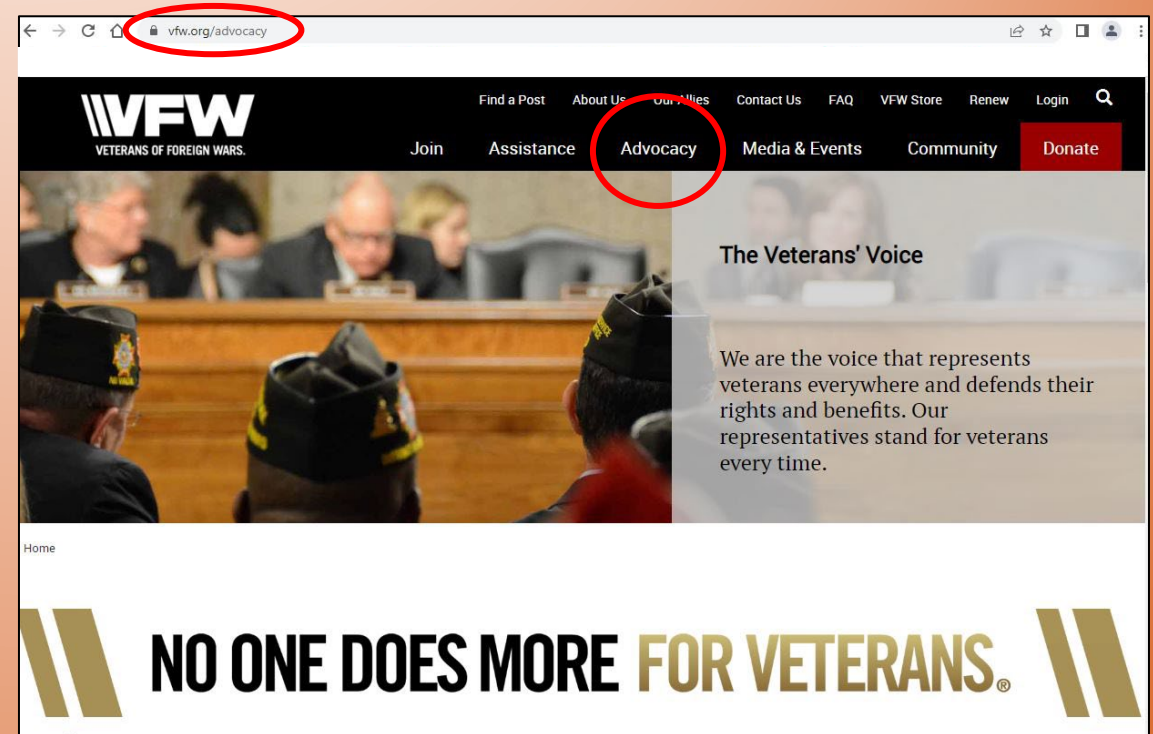 vfw.org/advocacy
Find a Post About Us Our Allies Contact Us FAQ VFW Store Renew Login
VFW
VETERANS OF FOREIGN WARS.
Join Assistance Advocacy Media & Events Community Donate
The Veterans' Voice
We are the voice that represents
veterans everywhere and defends their
rights and benefits. Our
representatives stand for veterans
every time.
Home
NO ONE DOES MORE FOR VETERANS.®